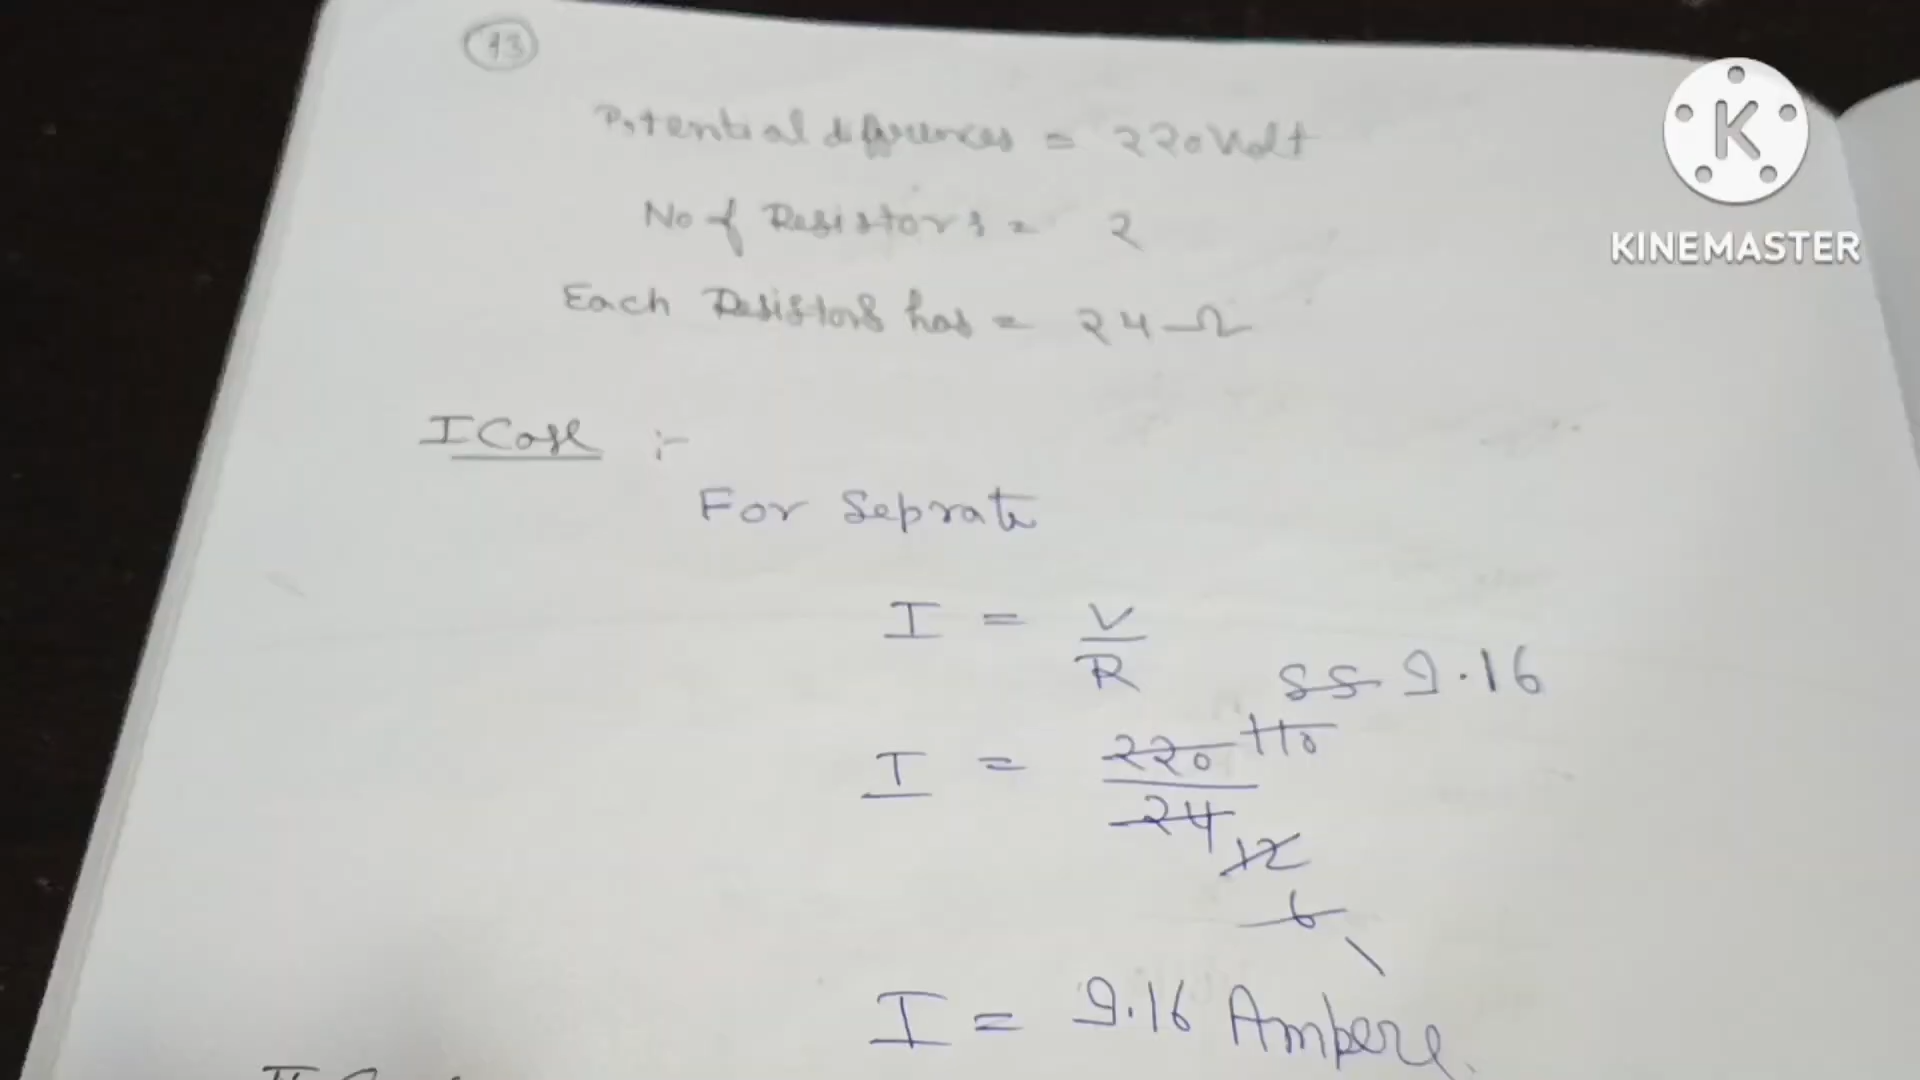 13
Potential differences = 220 Volt
No of Resistors = 2
Each Resistors has = 24 Ω
I Case :-
For Seprate
I = V/R
55 9.16
I = 220/24 110
12
6
I = 9.16 Ampere.
II
K
KINEMASTER